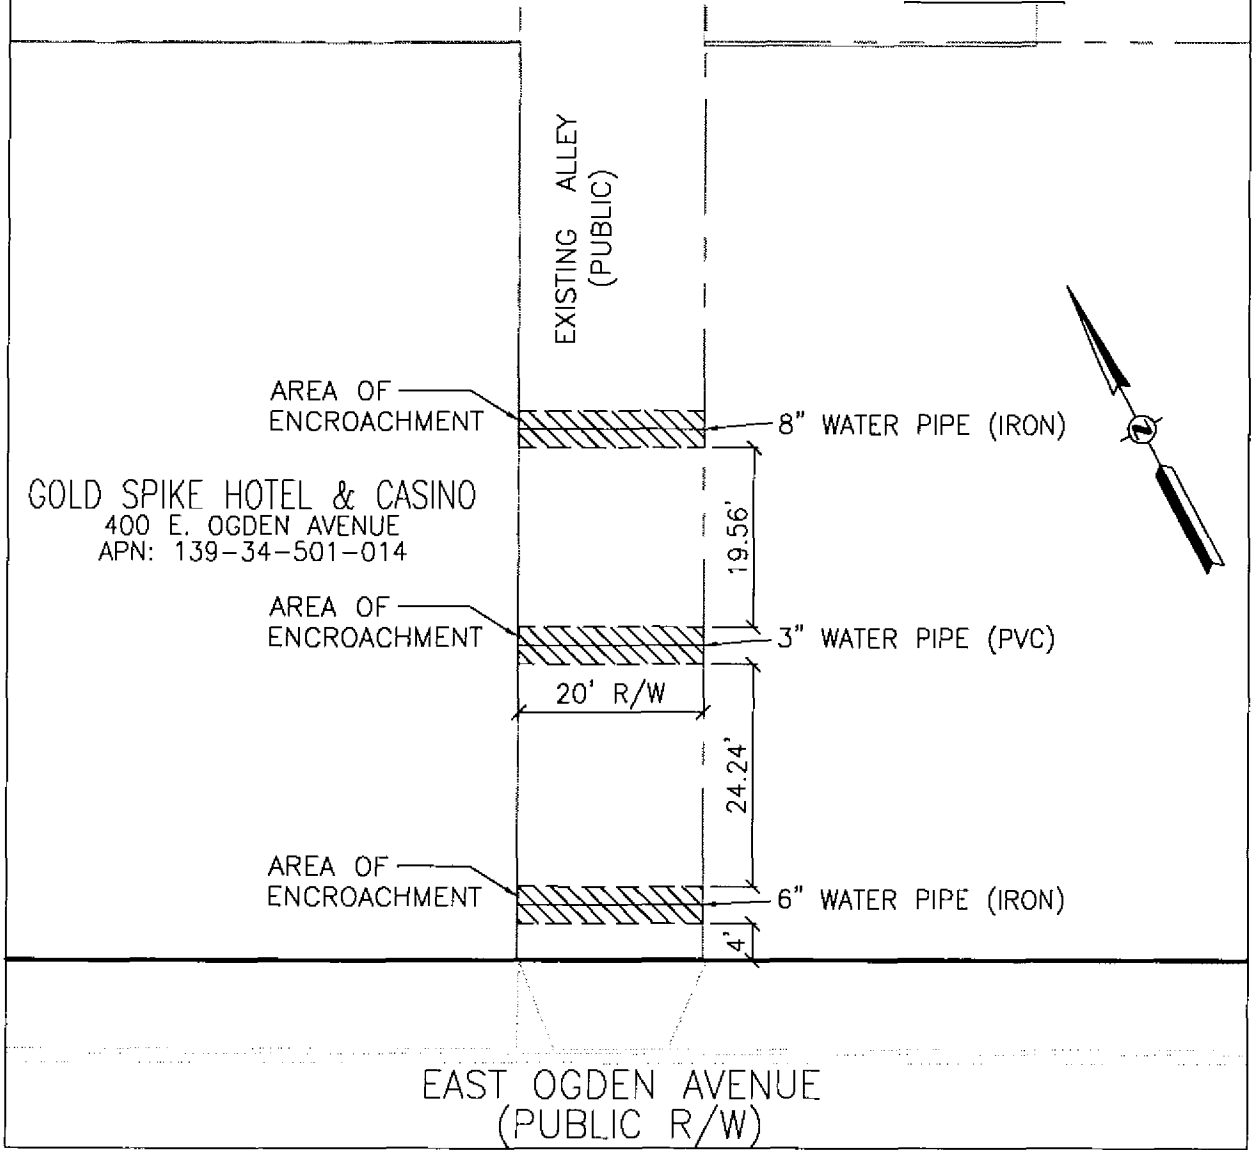 EXISTING ALLEY
(PUBLIC)
AREA OF
ENCROACHMENT
8" WATER PIPE (IRON)
GOLD SPIKE HOTEL & CASINO
400 E. OGDEN AVENUE
APN: 139-34-501-014
19.56'
N
AREA OF
ENCROACHMENT
3" WATER PIPE (PVC)
20' R/W
24.24'
AREA OF
ENCROACHMENT
6" WATER PIPE (IRON)
4'
EAST OGDEN AVENUE
(PUBLIC R/W)